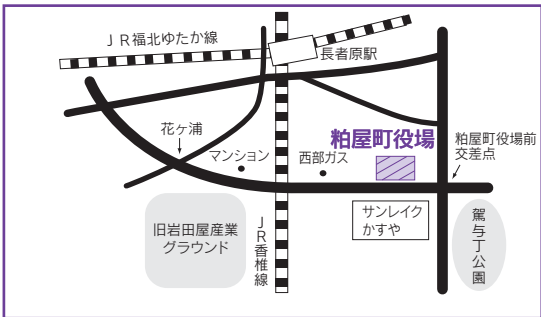 ＪＲ福北ゆたか線
長者原駅
花ヶ浦
マンション
西部ガス
粕屋町役場
粕屋町役場前
交差点
サンレイク
かすや
旧岩田屋産業
グラウンド
ＪＲ香椎線
駕与丁公園